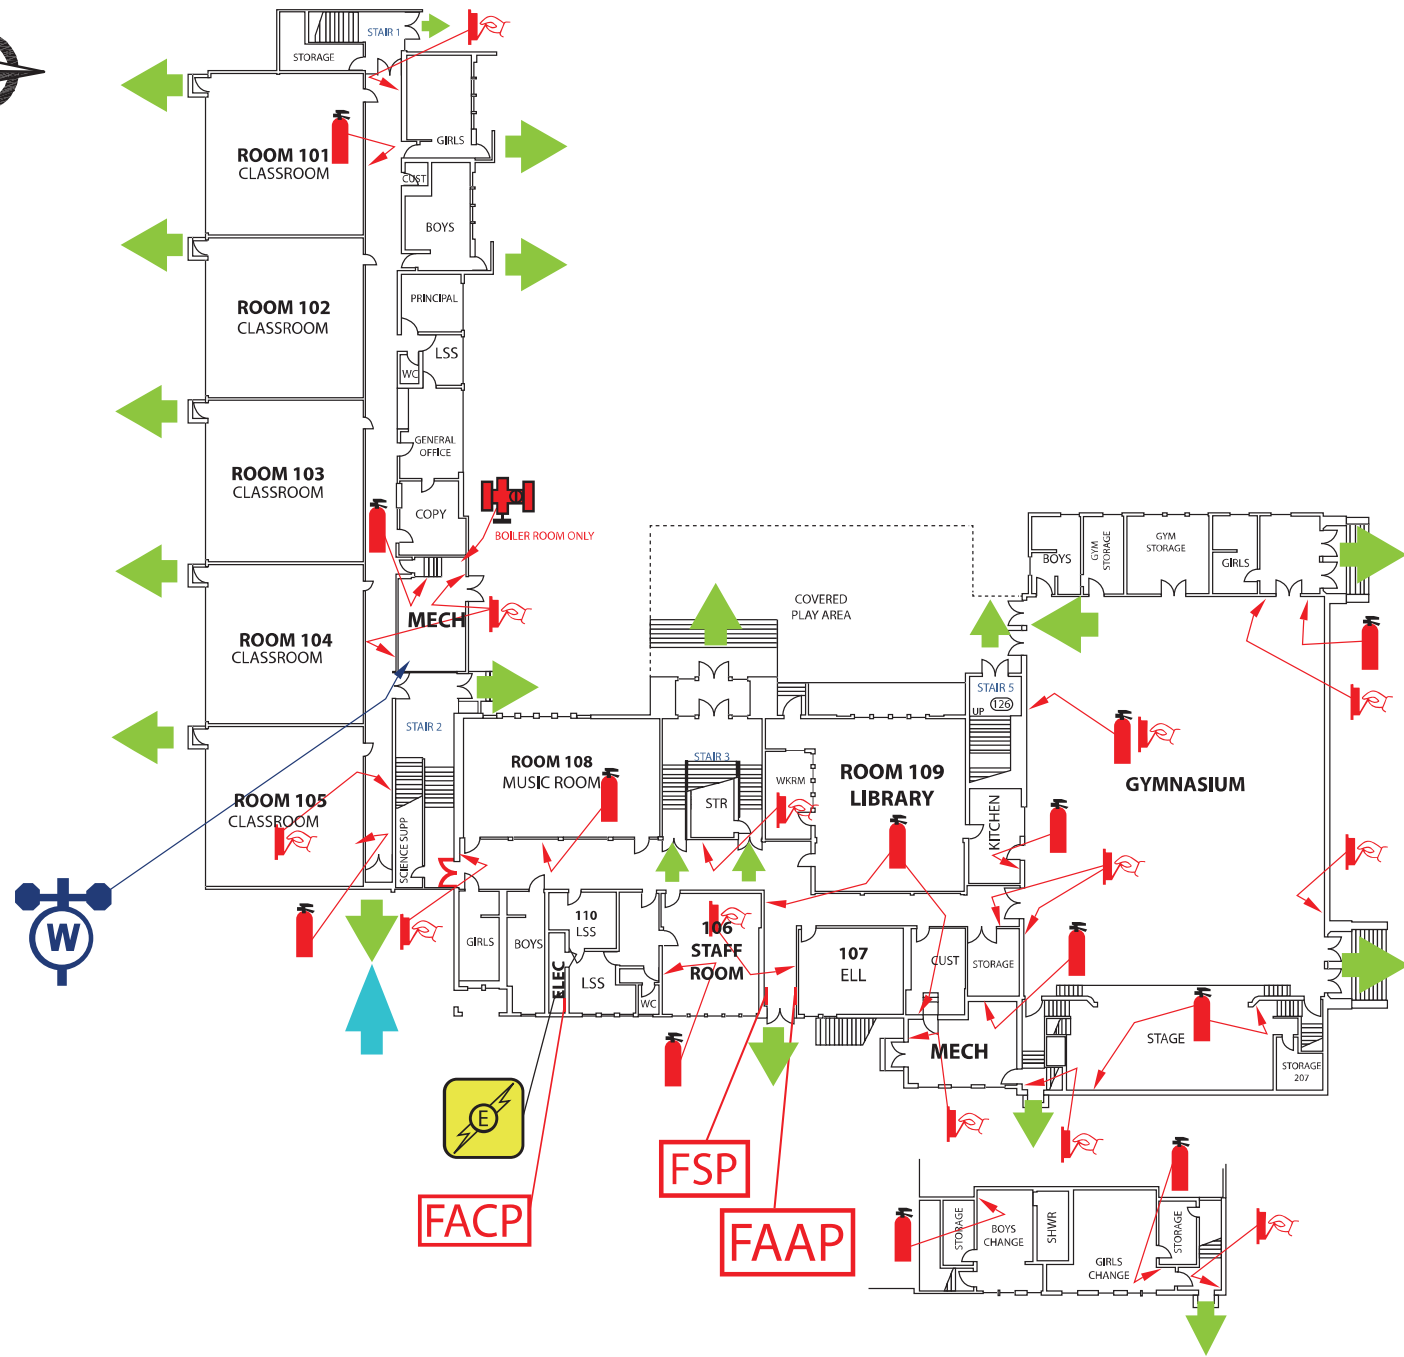 STAIR 1
STORAGE
ROOM 101
CLASSROOM
GIRLS
CUST
BOYS
ROOM 102
CLASSROOM
PRINCIPAL
LSS
WC
GENERAL
OFFICE
ROOM 103
CLASSROOM
COPY
BOILER ROOM ONLY
MECH
ROOM 104
CLASSROOM
STAIR 2
ROOM 105
CLASSROOM
SCIENCE SUPP
W
COVERED
PLAY AREA
ROOM 108
MUSIC ROOM
STAIR 3
STR
WKRM
ROOM 109
LIBRARY
STAIR 5
UP
126
KITCHEN
BOYS
GYM
STORAGE
GYM
STORAGE
GIRLS
GYMNASIUM
GIRLS
BOYS
110
LSS
ELEC
LSS
WC
106
STAFF
ROOM
107
ELL
CUST
STORAGE
MECH
STAGE
STORAGE
207
E
FACP
FSP
FAAP
STORAGE
BOYS
CHANGE
SHWR
GIRLS
CHANGE
STORAGE